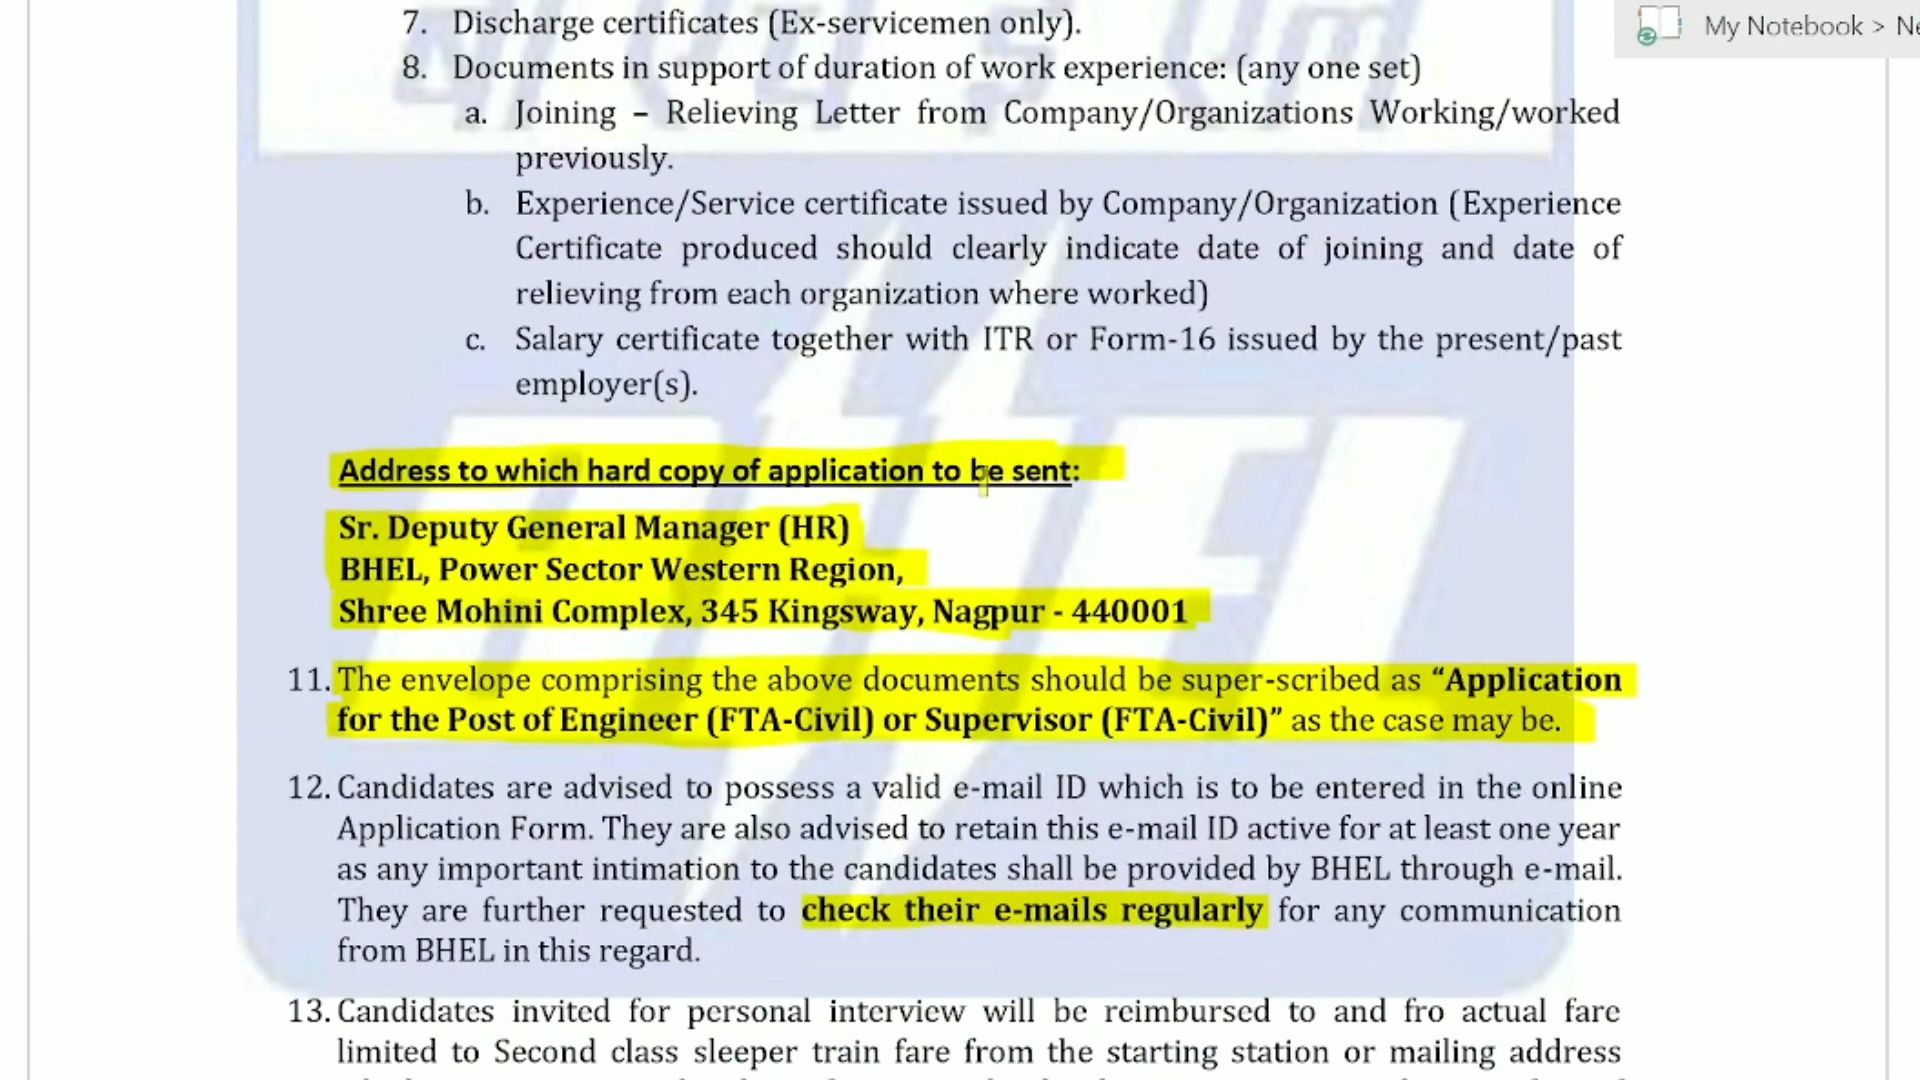 My Notebook > Ne
7. Discharge certificates (Ex-servicemen only).
8. Documents in support of duration of work experience: (any one set)
a. Joining – Relieving Letter from Company/Organizations Working/worked
previously.
b. Experience/Service certificate issued by Company/Organization (Experience
Certificate produced should clearly indicate date of joining and date of
relieving from each organization where worked)
c. Salary certificate together with ITR or Form-16 issued by the present/past
employer(s).
Address to which hard copy of application to be sent:
Sr. Deputy General Manager (HR)
BHEL, Power Sector Western Region,
Shree Mohini Complex, 345 Kingsway, Nagpur - 440001
11. The envelope comprising the above documents should be super-scribed as “Application
for the Post of Engineer (FTA-Civil) or Supervisor (FTA-Civil)” as the case may be.
12. Candidates are advised to possess a valid e-mail ID which is to be entered in the online
Application Form. They are also advised to retain this e-mail ID active for at least one year
as any important intimation to the candidates shall be provided by BHEL through e-mail.
They are further requested to check their e-mails regularly for any communication
from BHEL in this regard.
13. Candidates invited for personal interview will be reimbursed to and fro actual fare
limited to Second class sleeper train fare from the starting station or mailing address